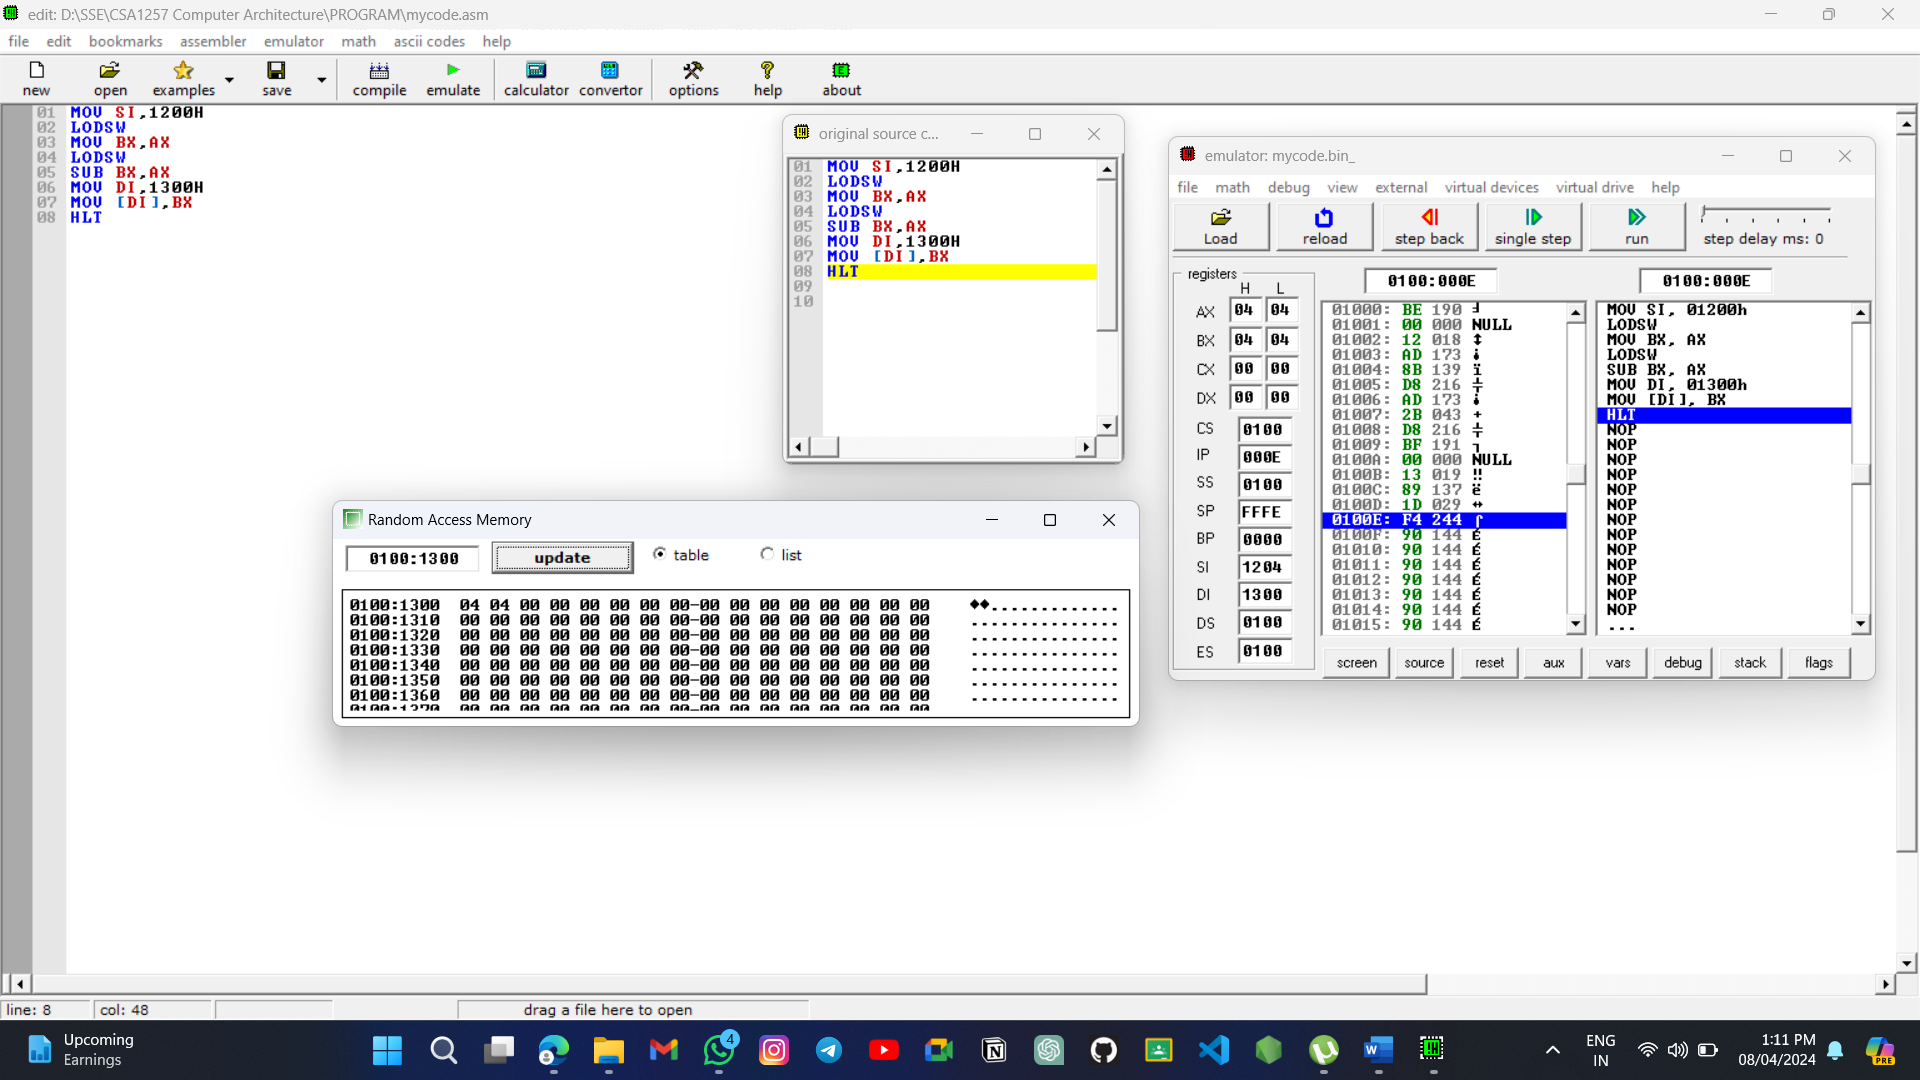 edit: D:\SSE\CSA1257 Computer Architecture\PROGRAM\mycode.asm
file edit bookmarks assembler emulator math ascii codes help
new open examples save compile emulate calculator convertor options help about
01 MOV SI,1200H
02 LODSW
03 MOV BX,AX
04 LODSW
05 SUB BX,AX
06 MOV DI,1300H
07 MOV [DI],BX
08 HLT
original source c...
01 MOV SI,1200H
02 LODSW
03 MOV BX,AX
04 LODSW
05 SUB BX,AX
06 MOV DI,1300H
07 MOV [DI],BX
08 HLT
09
10
emulator: mycode.bin_
file math debug view external virtual devices virtual drive help
Load reload step back single step run step delay ms: 0
registers
H L
AX 04 04
BX 04 04
CX 00 00
DX 00 00
CS 0100
IP 000E
SS 0100
SP FFFE
BP 0000
SI 1204
DI 1300
DS 0100
ES 0100
0100:000E
01000: BE 190 ╛
01001: 00 000 NULL
01002: 12 018 ↕
01003: AD 173 ¡
01004: 8B 139 ï
01005: D8 216 ╪
01006: AD 173 ¡
01007: 2B 043 +
01008: D8 216 ╪
01009: BF 191 ┐
0100A: 00 000 NULL
0100B: 13 019 ‼
0100C: 89 137 ë
0100D: 1D 029 ↔
0100E: F4 244 ⌠
0100F: 90 144 É
01010: 90 144 É
01011: 90 144 É
01012: 90 144 É
01013: 90 144 É
01014: 90 144 É
01015: 90 144 É
0100:000E
MOV SI, 01200h
LODSW
MOV BX, AX
LODSW
SUB BX, AX
MOV DI, 01300h
MOV [DI], BX
HLT
NOP
NOP
NOP
NOP
NOP
NOP
NOP
NOP
NOP
NOP
NOP
NOP
NOP
...
screen source reset aux vars debug stack flags
Random Access Memory
0100:1300 update table list
0100:1300 04 04 00 00 00 00 00 00-00 00 00 00 00 00 00 00 ♦♦..............
0100:1310 00 00 00 00 00 00 00 00-00 00 00 00 00 00 00 00 ................
0100:1320 00 00 00 00 00 00 00 00-00 00 00 00 00 00 00 00 ................
0100:1330 00 00 00 00 00 00 00 00-00 00 00 00 00 00 00 00 ................
0100:1340 00 00 00 00 00 00 00 00-00 00 00 00 00 00 00 00 ................
0100:1350 00 00 00 00 00 00 00 00-00 00 00 00 00 00 00 00 ................
0100:1360 00 00 00 00 00 00 00 00-00 00 00 00 00 00 00 00 ................
0100:1370 00 00 00 00 00 00 00 00-00 00 00 00 00 00 00 00
line: 8 col: 48 drag a file here to open
Upcoming
Earnings
4
W
PRE
ENG
IN
1:11 PM
08/04/2024